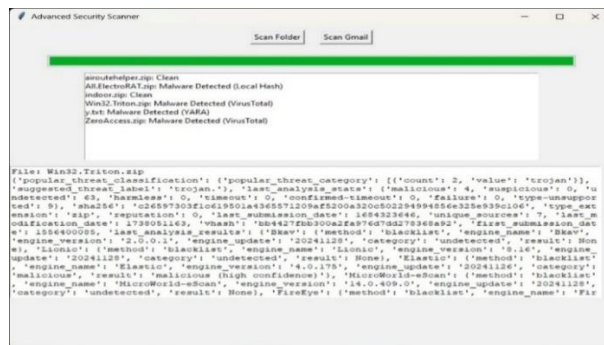 Advanced Security Scanner
Scan Folder Scan Gmail
airoutehelper.zip: Clean
All.ElectroRAT.zip: Malware Detected (Local Hash)
indoor.zip: Clean
Win32.Triton.zip: Malware Detected (VirusTotal)
y.txt: Malware Detected (YARA)
ZeroAccess.zip: Malware Detected (VirusTotal)
File: Win32.Triton.zip
{'popular_threat_classification': {'popular_threat_category': [{'count': 2, 'value': 'trojan'}],
'suggested_threat_label': 'trojan.'}, 'last_analysis_stats': {'malicious': 4, 'suspicious': 0, 'u
ndetected': 63, 'harmless': 0, 'timeout': 0, 'confirmed-timeout': 0, 'failure': 0, 'type-unsuppor
ted': 9}, 'sha256': 'type_ext
ension': 'zip', 'reputation': 0, 'last_submission_date': 1684323646, 'unique_sources': 7, 'last_m
odification_date': 1738051163, 'vhash': 'first_submission_dat
e': 1556400085, 'last_analysis_results': {'Bkav': {'method': 'blacklist', 'engine_name': 'Bkav',
'engine_version': '2.0.0.1', 'engine_update': '20241128', 'category': 'undetected', 'result': Non
e}, 'Lionic': {'method': 'blacklist', 'engine_name': 'Lionic', 'engine_version': '8.16', 'engine_
update': '20241128', 'category': 'undetected', 'result': None}, 'Elastic': {'method': 'blacklist'
, 'engine_name': 'Elastic', 'engine_version': '4.0.175', 'engine_update': '20241126', 'category':
'malicious', 'result': 'malicious (high confidence)'}, 'MicroWorld-eScan': {'method': 'blacklist'
, 'engine_name': 'MicroWorld-eScan', 'engine_version': '14.0.409.0', 'engine_update': '20241128',
'category': 'undetected', 'result': None}, 'FireEye': {'method': 'blacklist', 'engine_name': 'Fir